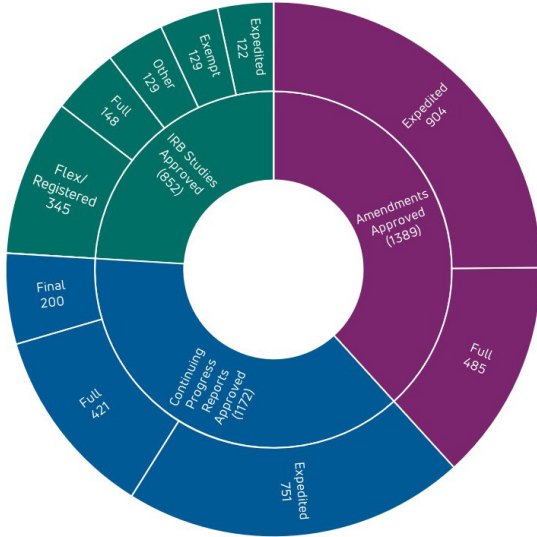 Expedited
904
Amendments
Approved
(1389)
Full
485
Expedited
751
Continuing
Progress
Reports
Approved
(1172)
Full
421
Final
200
Flex/
Registered
345
IRB Studies
Approved
(852)
Full
148
Other
129
Exempt
129
Expedited
122